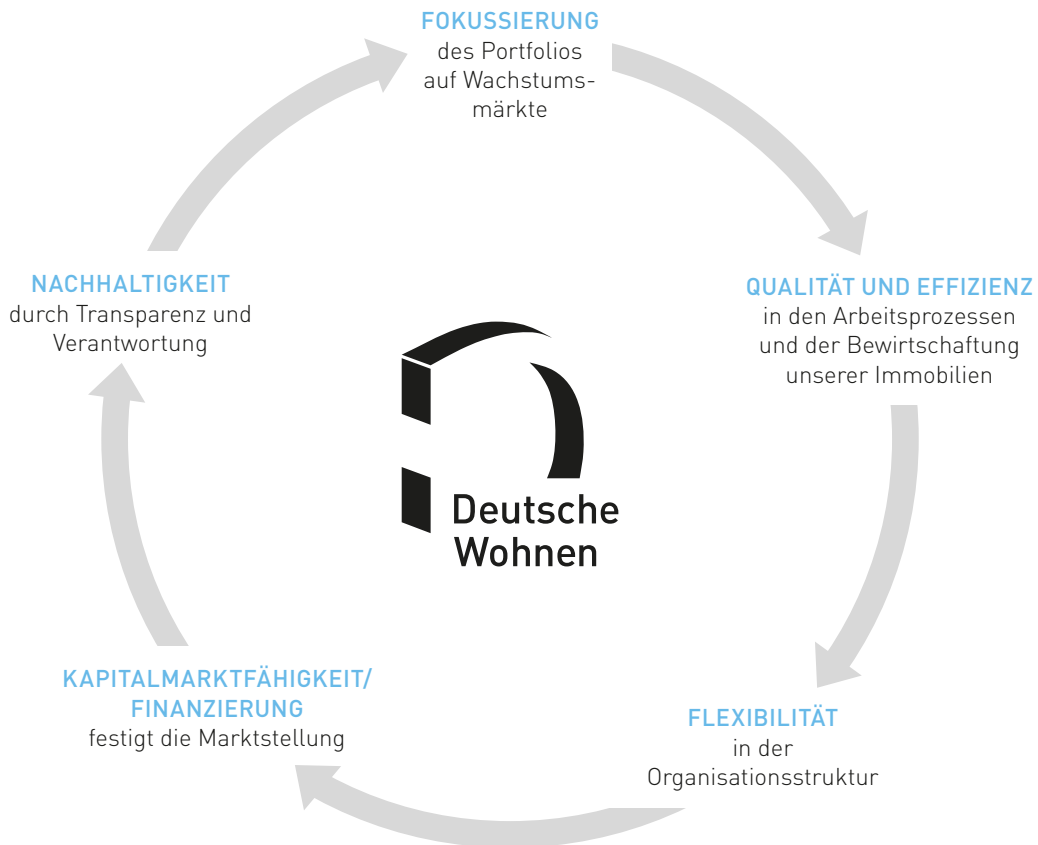 FOKUSSIERUNG
des Portfolios
auf Wachstums-
märkte
QUALITÄT UND EFFIZIENZ
in den Arbeitsprozessen
und der Bewirtschaftung
unserer Immobilien
FLEXIBILITÄT
in der
Organisationsstruktur
KAPITALMARKTFÄHIGKEIT/
FINANZIERUNG
festigt die Marktstellung
NACHHALTIGKEIT
durch Transparenz und
Verantwortung
Deutsche
Wohnen